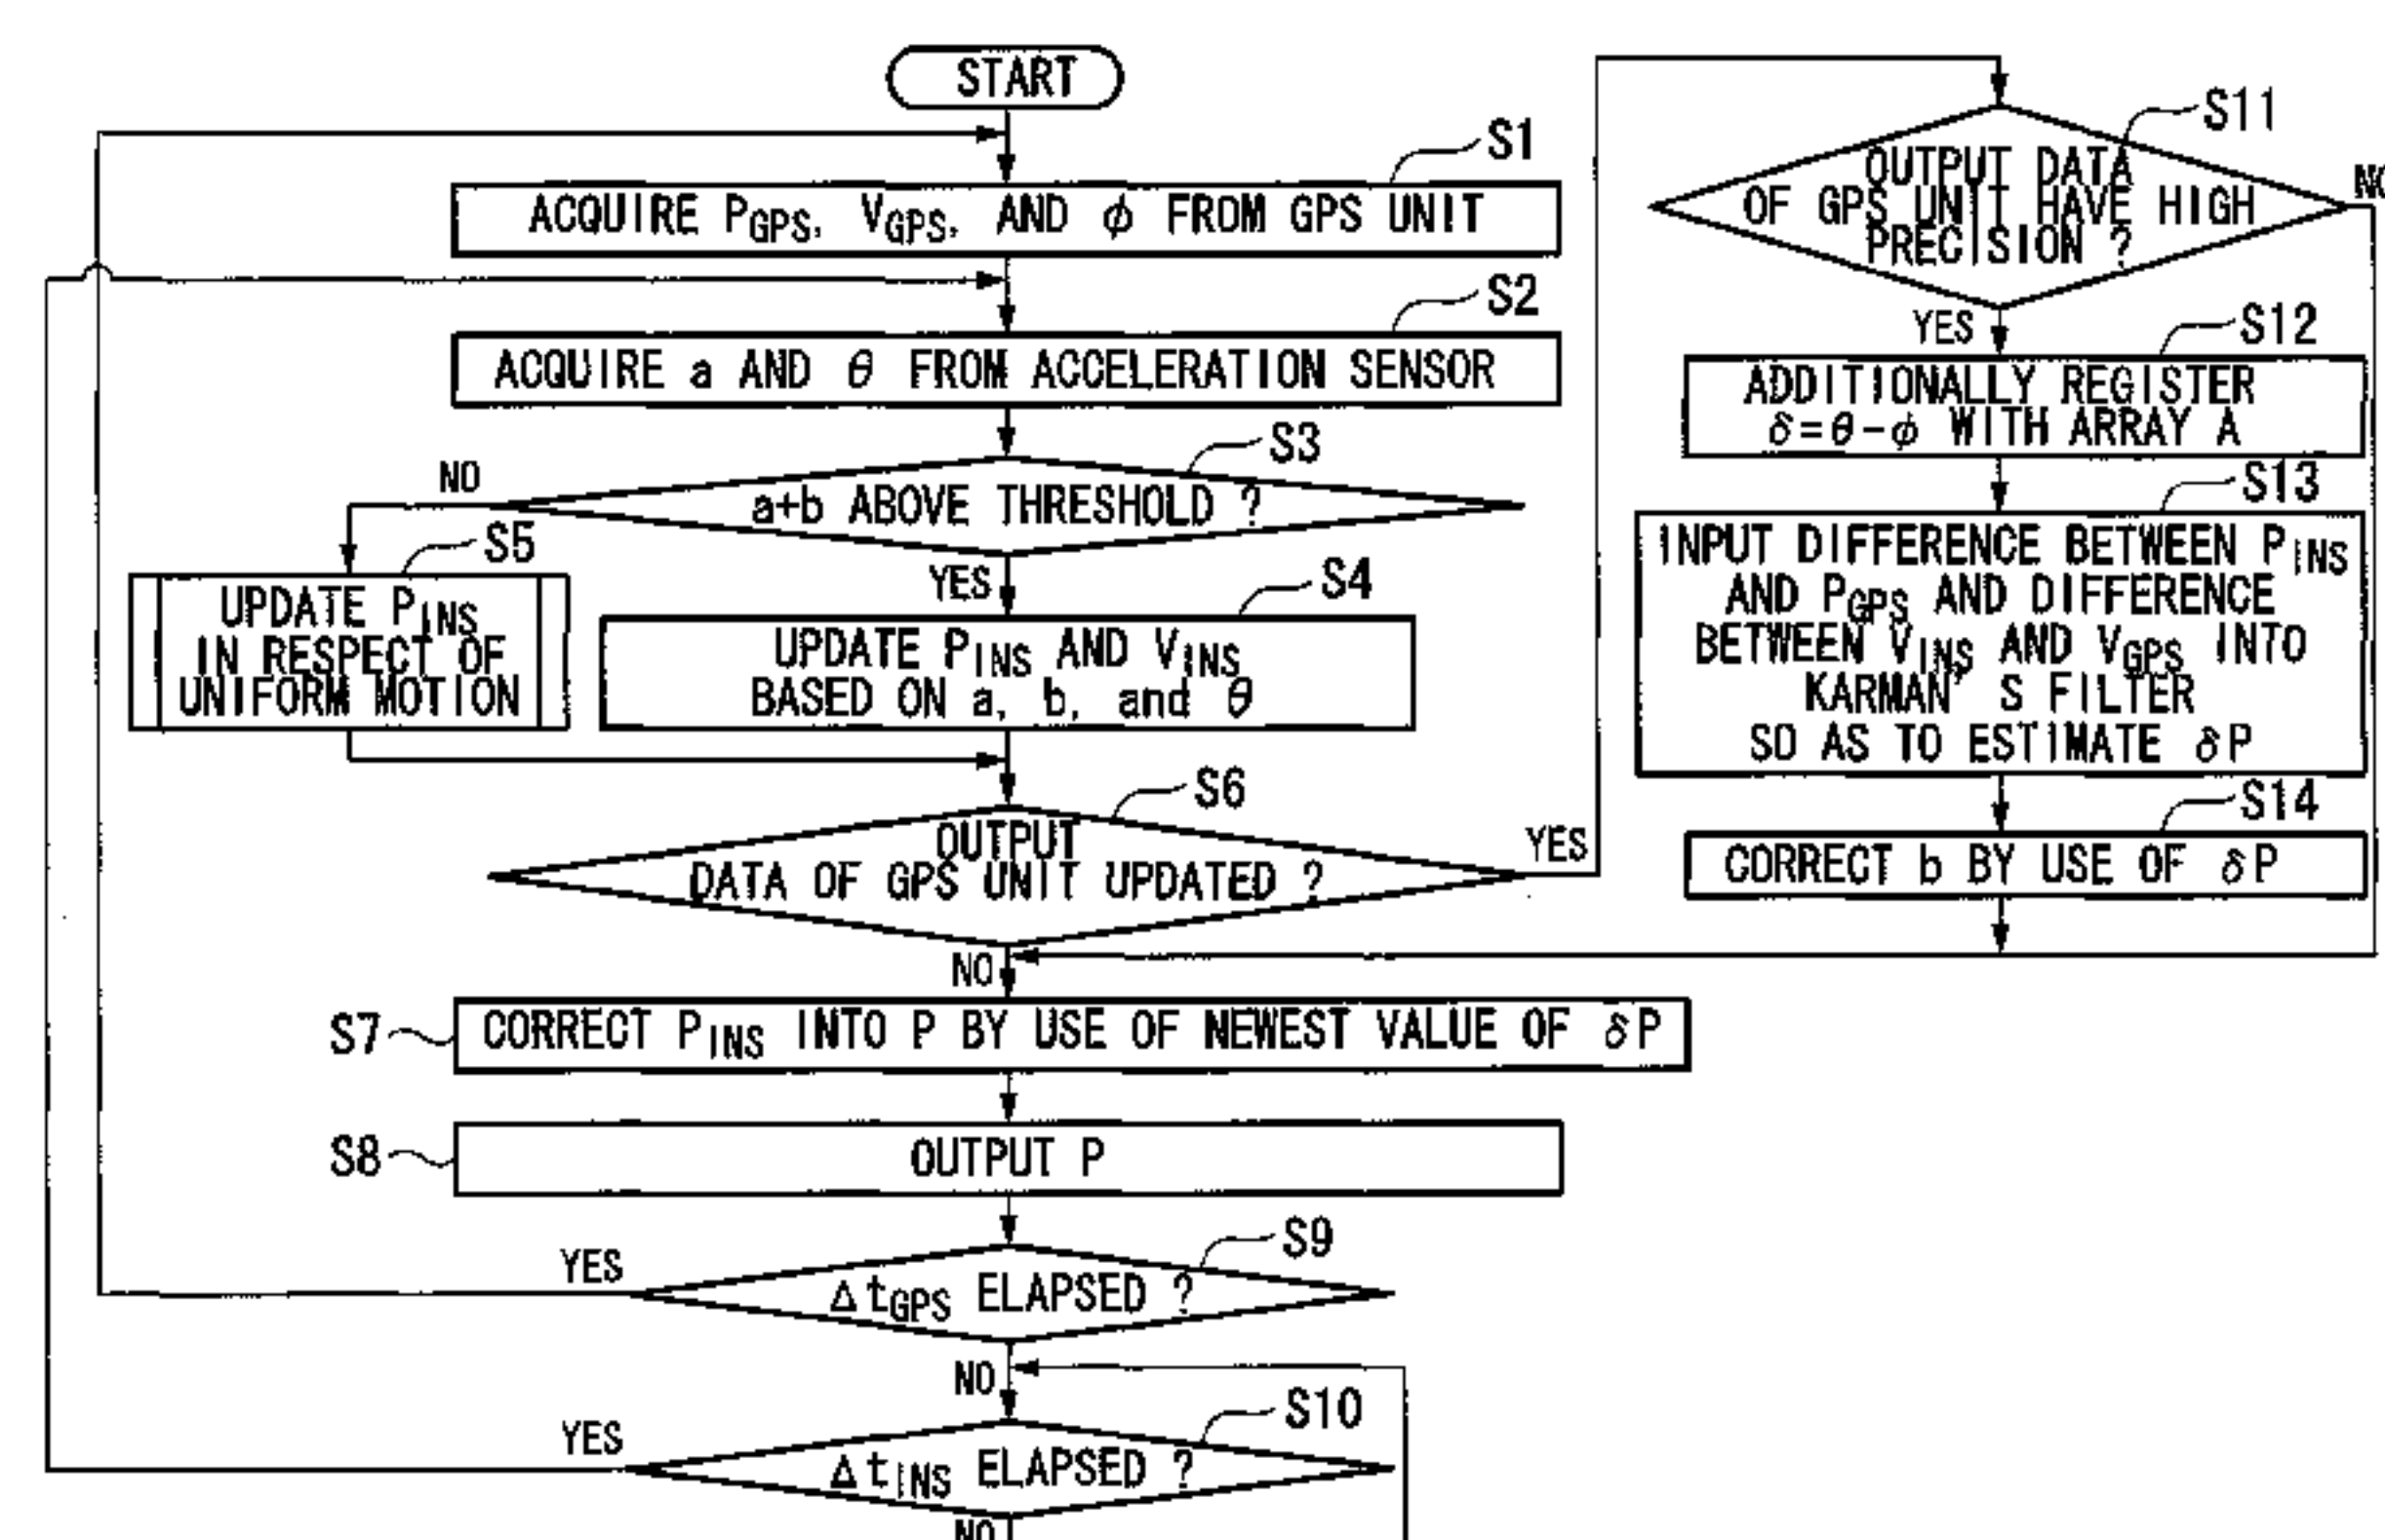 START
S1
ACQUIRE PGPS, VGPS, AND φ FROM GPS UNIT
S2
ACQUIRE a AND θ FROM ACCELERATION SENSOR
S3
a+b ABOVE THRESHOLD ?
NO
YES
S5
UPDATE PINS
IN RESPECT OF
UNIFORM MOTION
S4
UPDATE PINS AND VINS
BASED ON a, b, and θ
S6
OUTPUT
DATA OF GPS UNIT UPDATED ?
YES
NO
S7
CORRECT PINS INTO P BY USE OF NEWEST VALUE OF δP
S8
OUTPUT P
S9
YES
ΔtGPS ELAPSED ?
NO
S10
YES
ΔtINS ELAPSED ?
NO
S11
OUTPUT DATA
OF GPS UNIT HAVE HIGH
PRECISION ?
NO
YES
S12
ADDITIONALLY REGISTER
δ=θ-φ WITH ARRAY A
S13
INPUT DIFFERENCE BETWEEN PINS
AND PGPS AND DIFFERENCE
BETWEEN VINS AND VGPS INTO
KARMAN' S FILTER
SO AS TO ESTIMATE δP
S14
CORRECT b BY USE OF δP